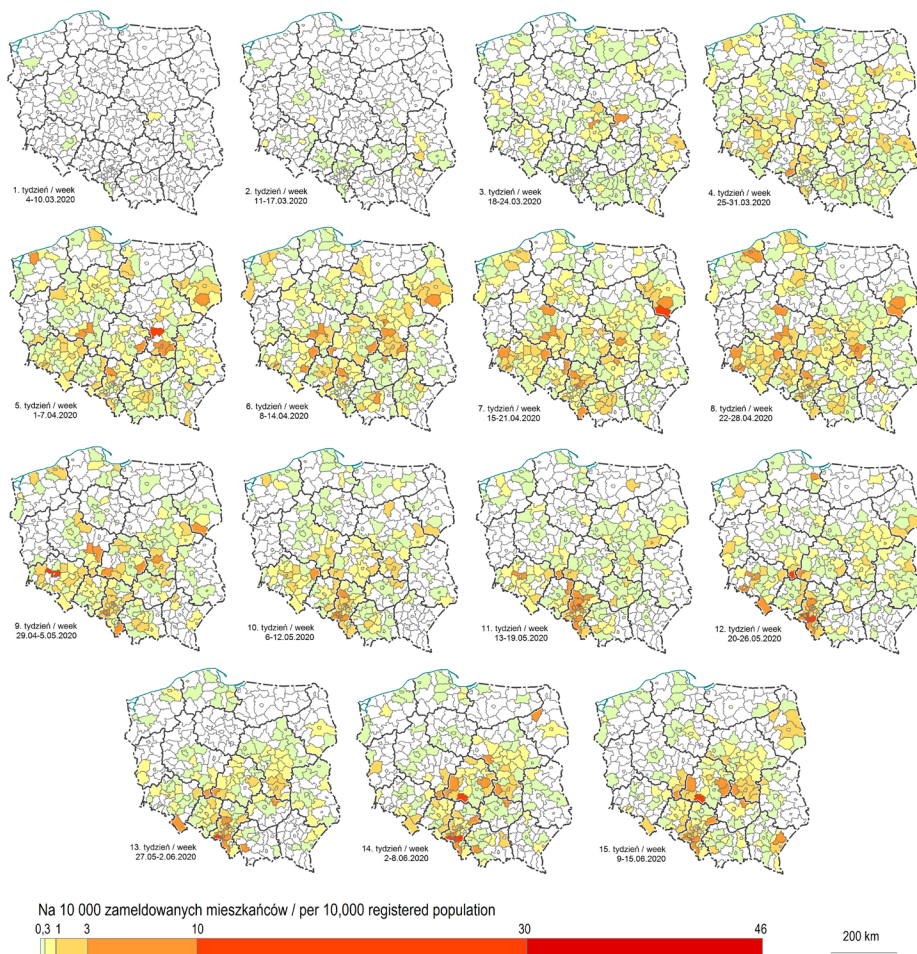 1. tydzień / week
4-10.03.2020
2. tydzień / week
11-17.03.2020
3. tydzień / week
18-24.03.2020
4. tydzień / week
25-31.03.2020
5. tydzień / week
1-7.04.2020
6. tydzień / week
8-14.04.2020
7. tydzień / week
15-21.04.2020
8. tydzień / week
22-28.04.2020
9. tydzień / week
29.04-5.05.2020
10. tydzień / week
6-12.05.2020
11. tydzień / week
13-19.05.2020
12. tydzień / week
20-26.05.2020
13. tydzień / week
27.05-2.06.2020
14. tydzień / week
2-8.06.2020
15. tydzień / week
9-15.06.2020
Na 10 000 zameldowanych mieszkańców / per 10,000 registered population
0,3 1 3 10 30 46
200 km